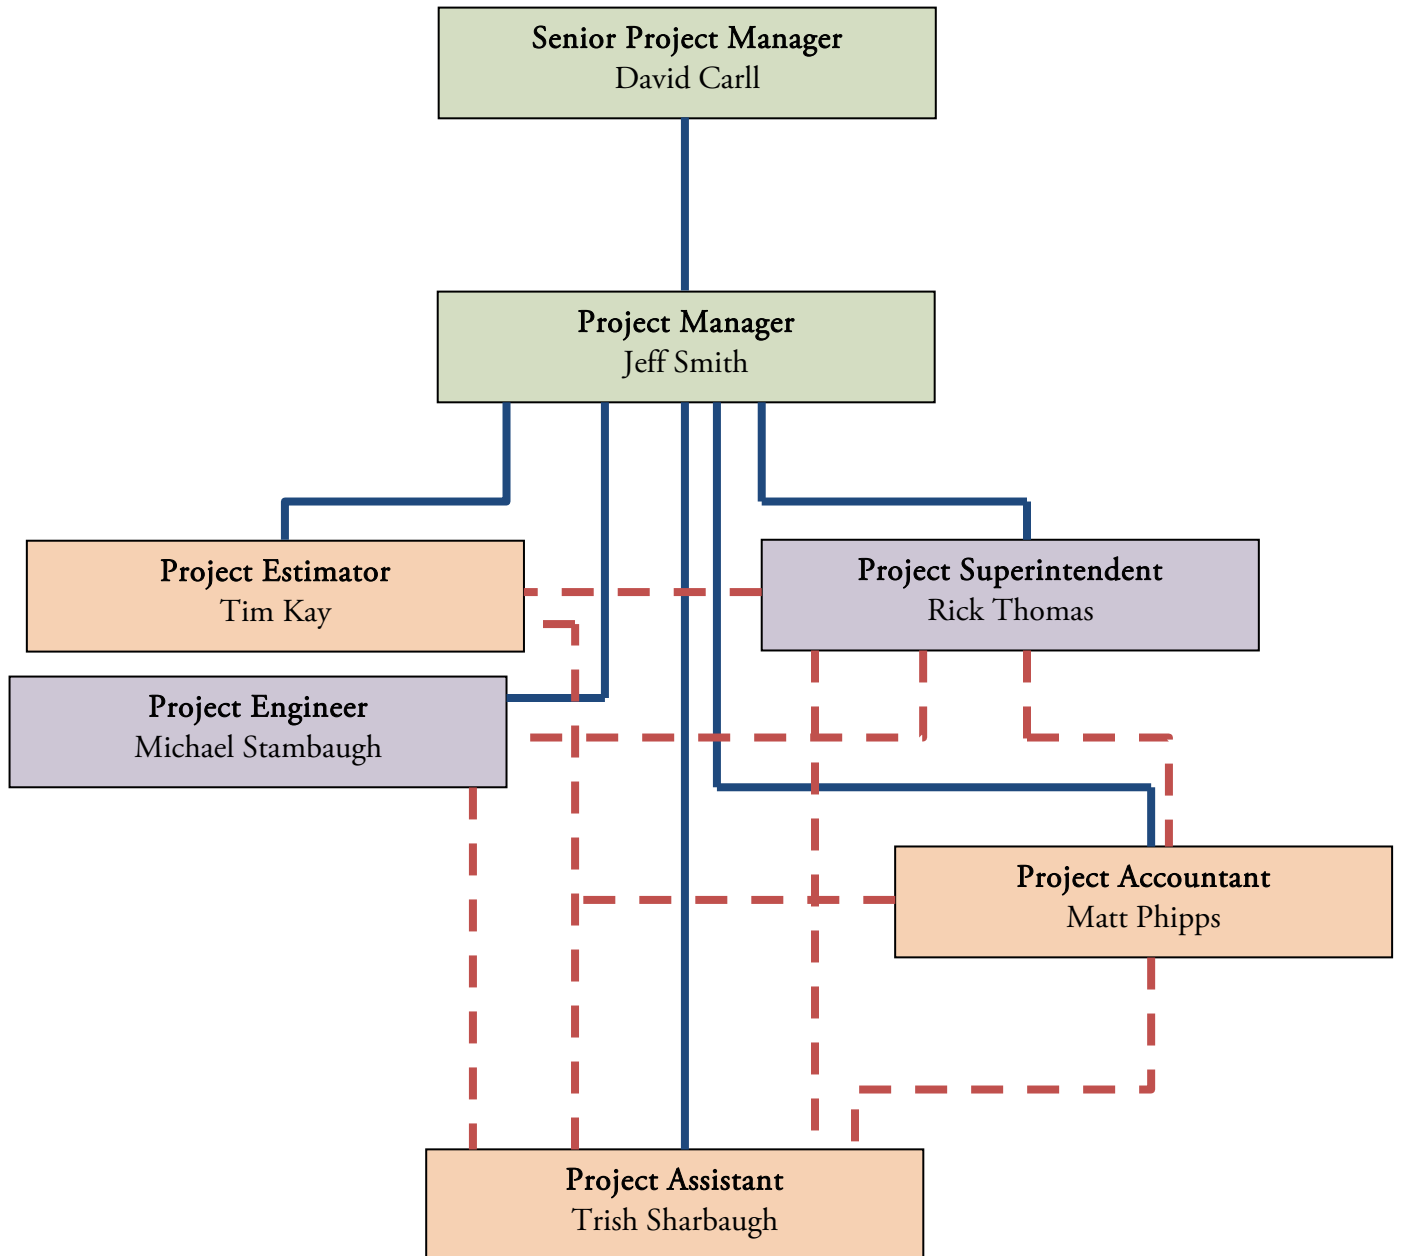 Senior Project Manager
David Carll
Project Manager
Jeff Smith
Project Estimator
Tim Kay
Project Superintendent
Rick Thomas
Project Engineer
Michael Stambaugh
Project Accountant
Matt Phipps
Project Assistant
Trish Sharbaugh